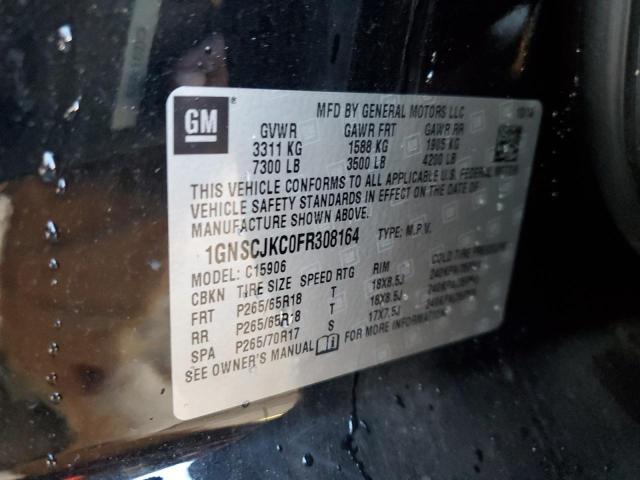 GM ®
MFD BY GENERAL MOTORS LLC 10/14
GVWR GAWR FRT GAWR RR
3311 KG 1588 KG 1905 KG
7300 LB 3500 LB 4200 LB
THIS VEHICLE CONFORMS TO ALL APPLICABLE U.S. FEDERAL MOTOR
VEHICLE SAFETY STANDARDS IN EFFECT ON THE DATE OF
MANUFACTURE SHOWN ABOVE.
1GNSCJKC0FR308164 TYPE: M.P.V.
MODEL: C15906
CBKN TIRE SIZE SPEED RTG RIM COLD TIRE PRESSURE
FRT P265/65R18 T 18X8.5J
RR P265/65R18 T 18X8.5J
SPA P265/70R17 S 17X7.5J
SEE OWNER'S MANUAL FOR MORE INFORMATION